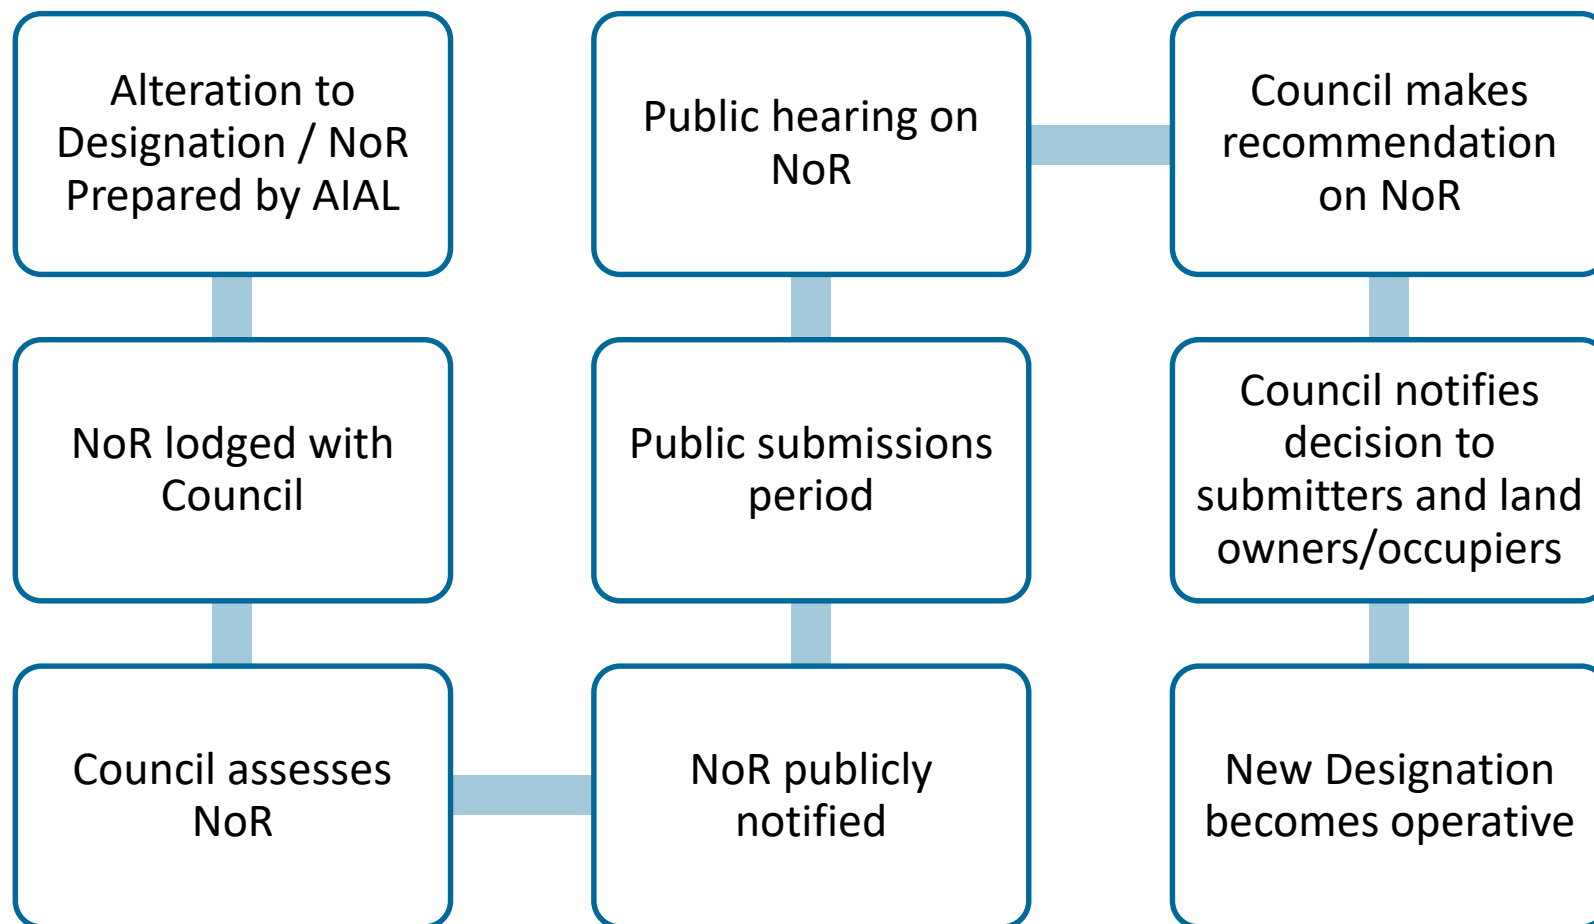 Alteration to
Designation / NoR
Prepared by AIAL
NoR lodged with
Council
Council assesses
NoR
NoR publicly
notified
Public submissions
period
Public hearing on
NoR
Council makes
recommendation
on NoR
Council notifies
decision to
submitters and land
owners/occupiers
New Designation
becomes operative